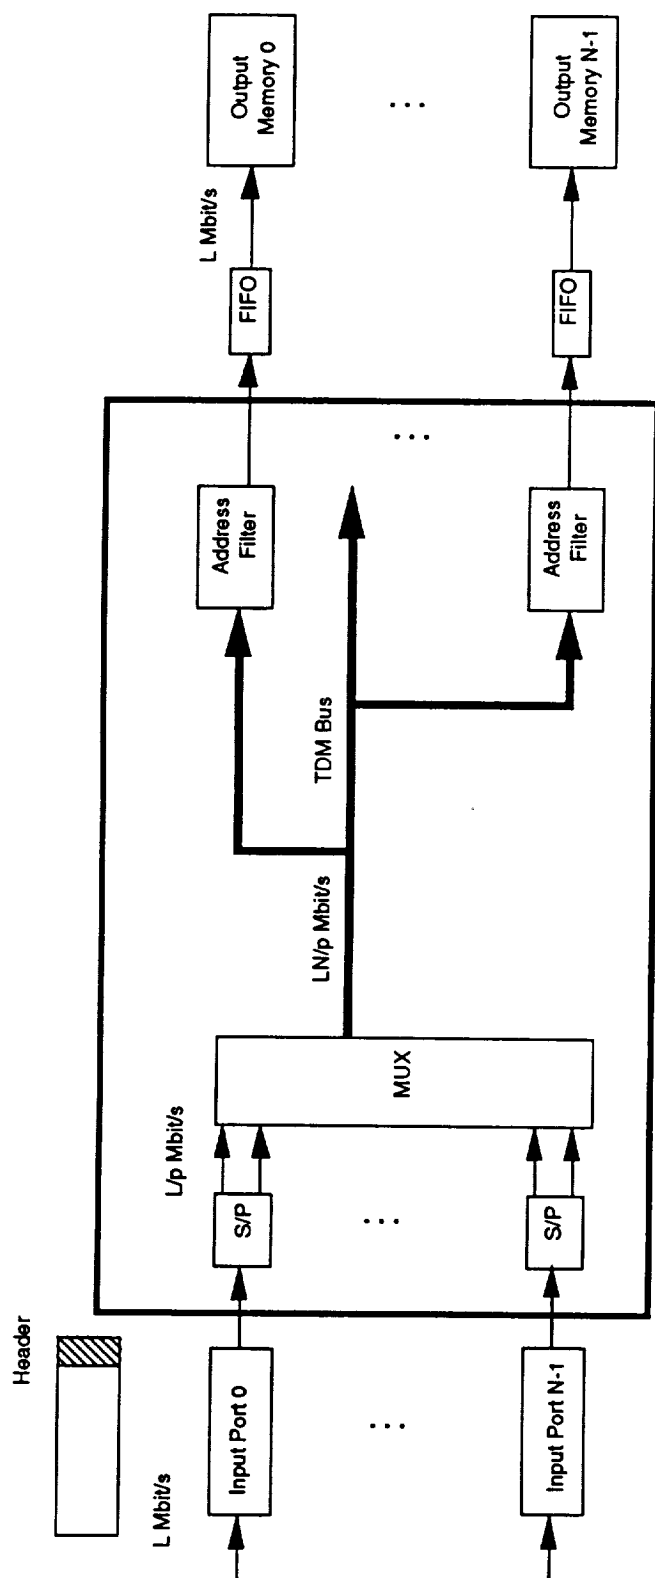 Header
L Mbit/s
Input Port 0
...
Input Port N-1
S/P
...
S/P
L/p Mbit/s
MUX
LN/p Mbit/s
TDM Bus
Address
Filter
...
Address
Filter
FIFO
FIFO
L Mbit/s
Output
Memory 0
...
Output
Memory N-1